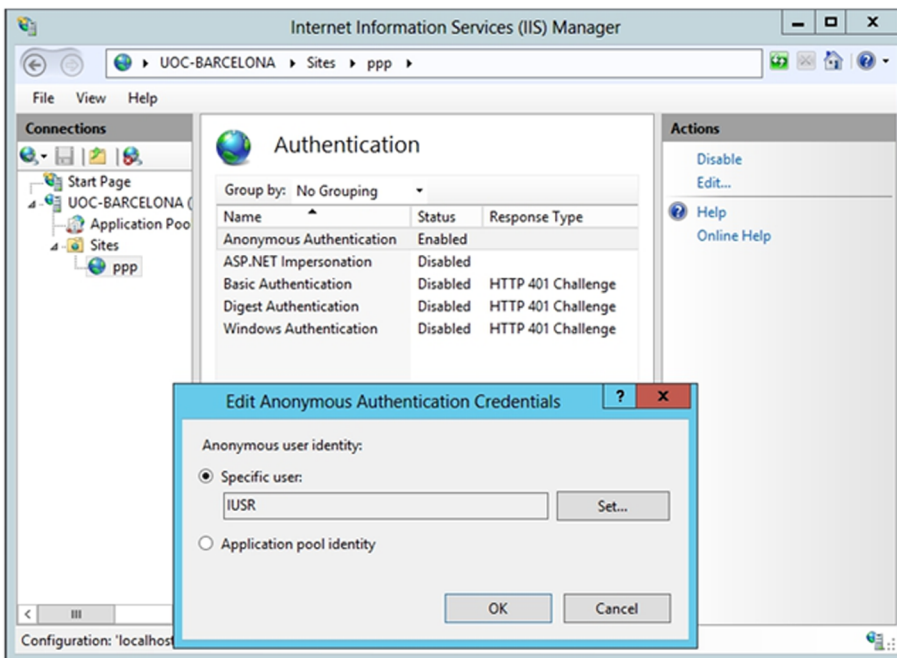 Internet Information Services (IIS) Manager
UOC-BARCELONA Sites ppp
File View Help
Connections
Start Page
UOC-BARCELONA (
Application Poo
Sites
ppp
Authentication
Group by: No Grouping
Name Status Response Type
Anonymous Authentication Enabled
ASP.NET Impersonation Disabled
Basic Authentication Disabled HTTP 401 Challenge
Digest Authentication Disabled HTTP 401 Challenge
Windows Authentication Disabled HTTP 401 Challenge
Actions
Disable
Edit...
Help
Online Help
Edit Anonymous Authentication Credentials
Anonymous user identity:
Specific user:
IUSR
Set...
Application pool identity
OK Cancel
Configuration: 'localhost